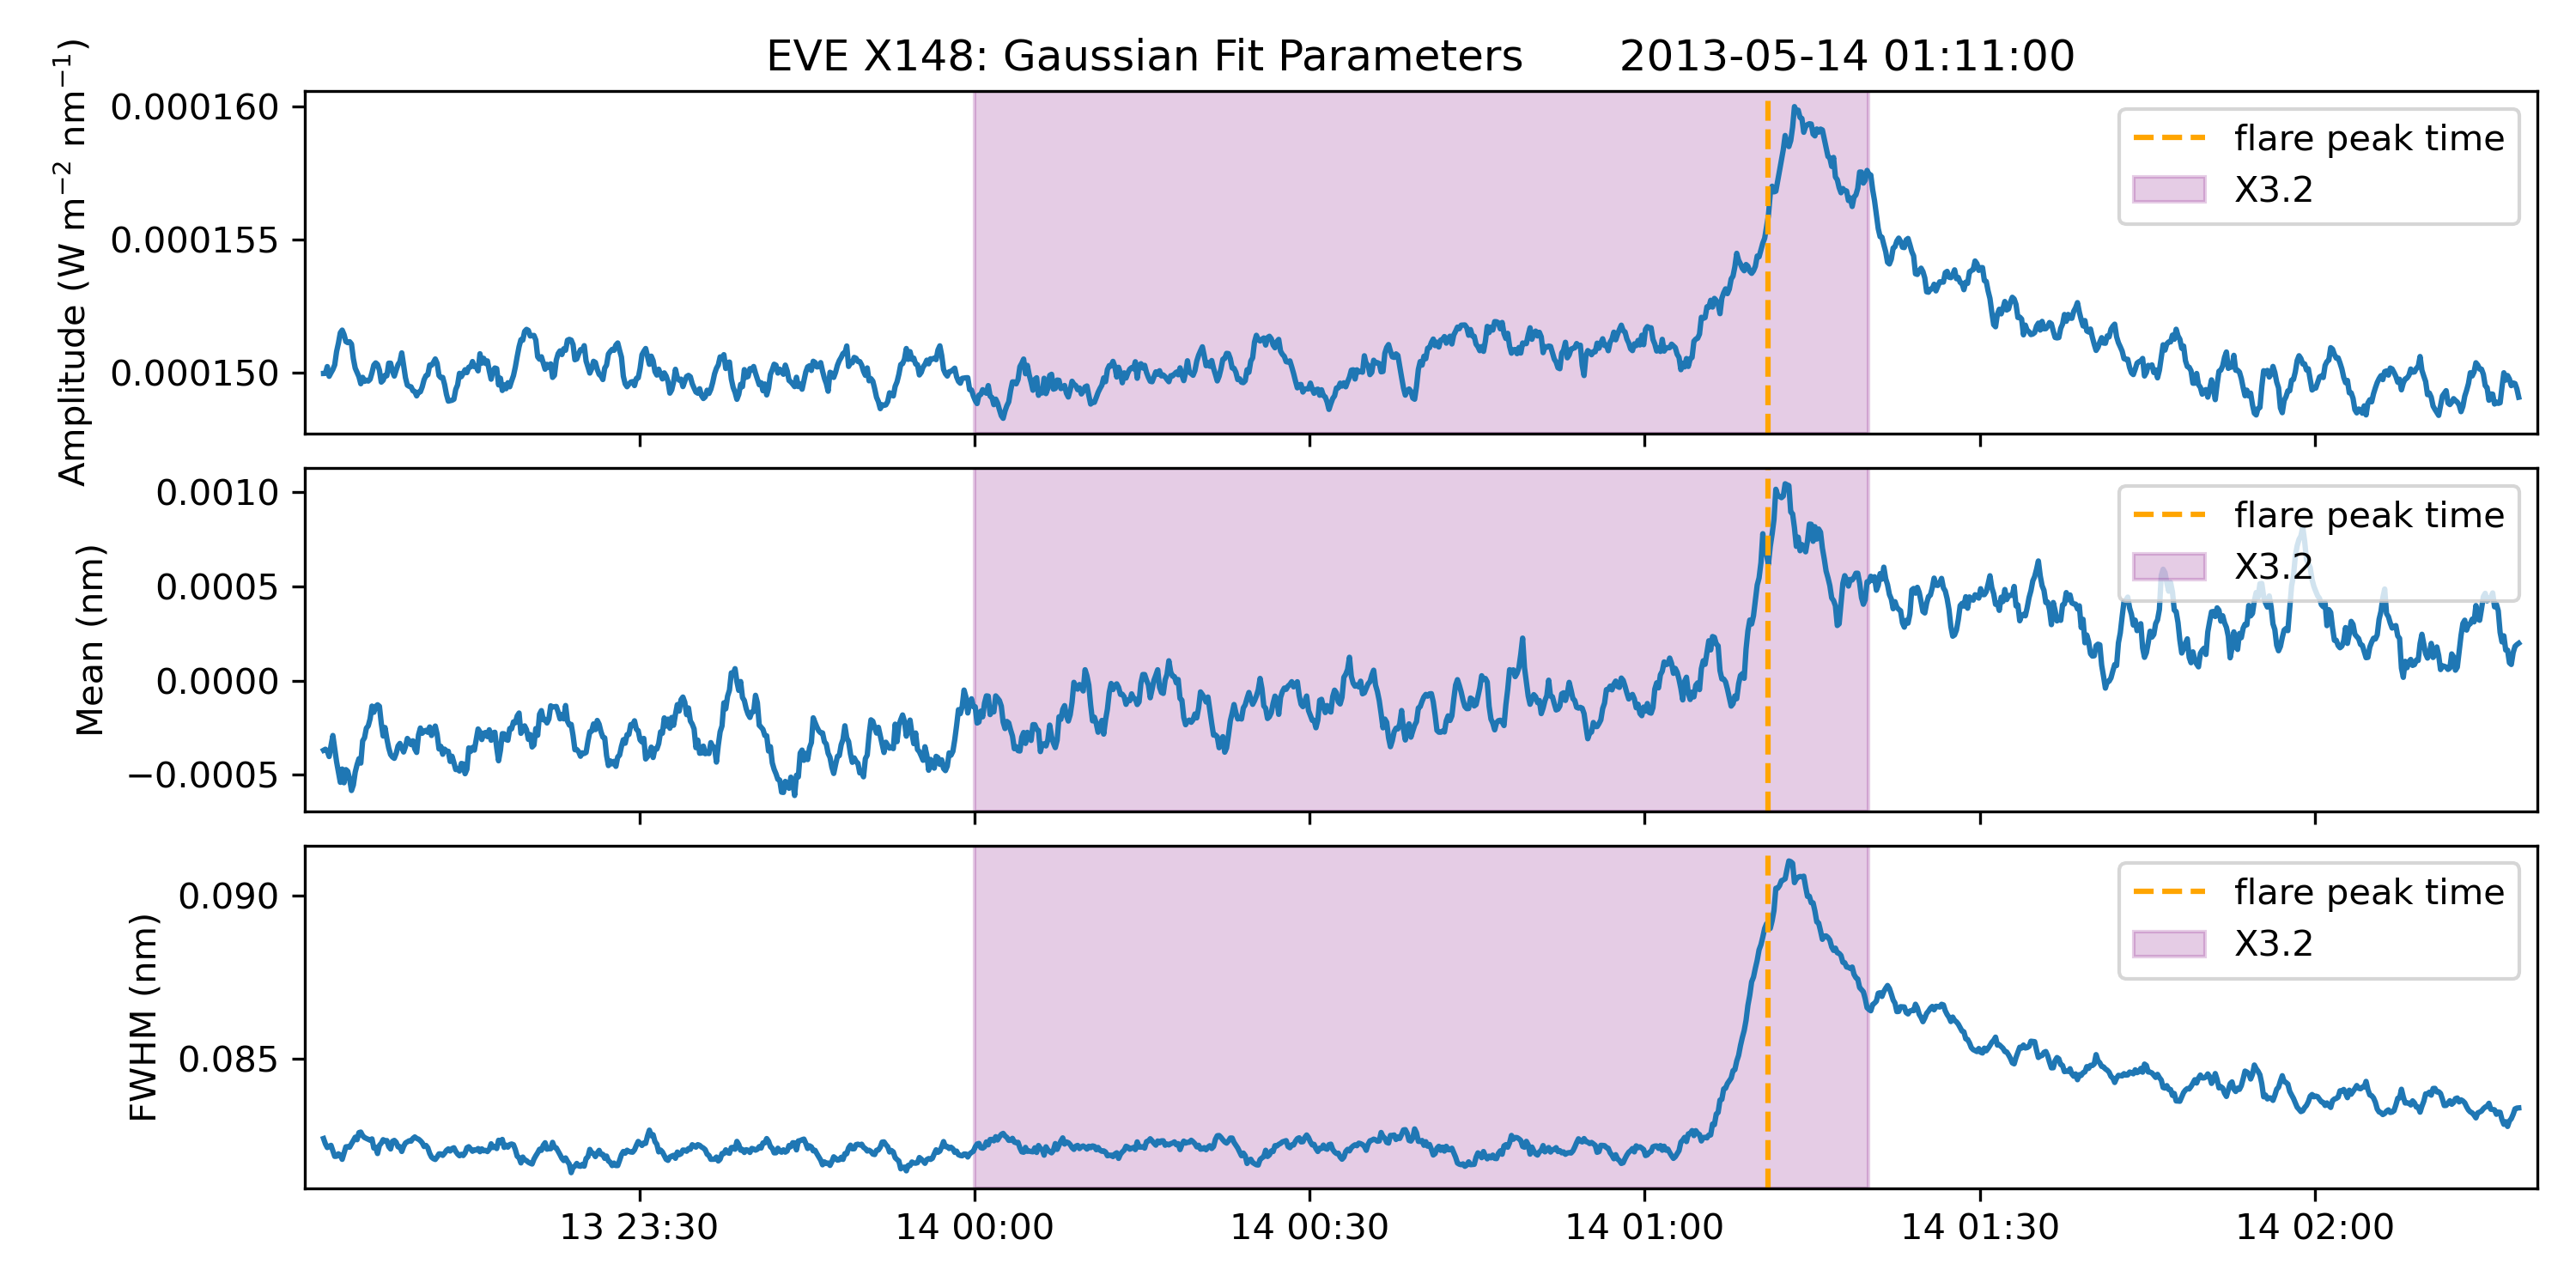 EVE X148: Gaussian Fit Parameters 2013-05-14 01:11:00
Amplitude (W m⁻² nm⁻¹)
0.000160
0.000155
0.000150
flare peak time
X3.2
Mean (nm)
0.0010
0.0005
0.0000
−0.0005
flare peak time
X3.2
FWHM (nm)
0.090
0.085
flare peak time
X3.2
13 23:30 14 00:00 14 00:30 14 01:00 14 01:30 14 02:00